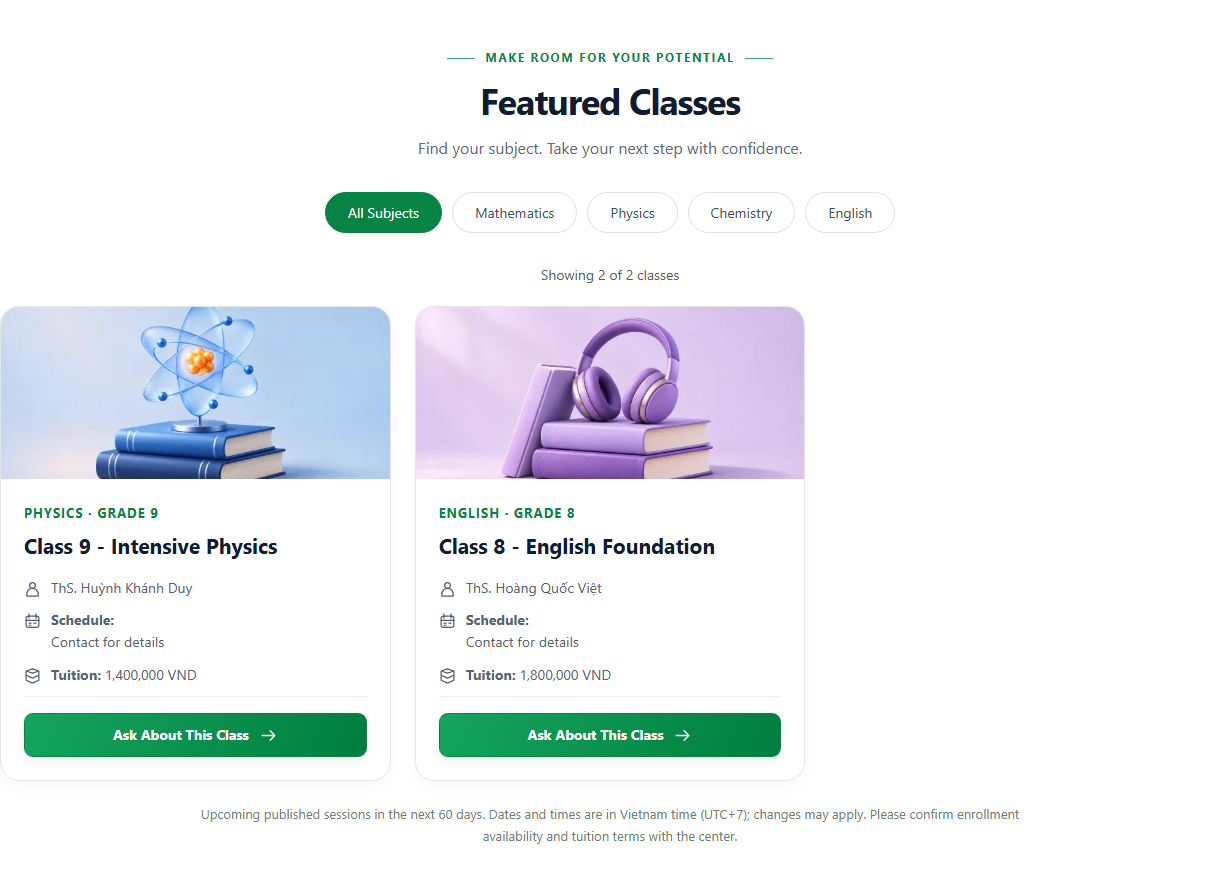 MAKE ROOM FOR YOUR POTENTIAL
Featured Classes
Find your subject. Take your next step with confidence.
All Subjects
Mathematics
Physics
Chemistry
English
Showing 2 of 2 classes
PHYSICS · GRADE 9
Class 9 - Intensive Physics
ThS. Huỳnh Khánh Duy
Schedule:
Contact for details
Tuition: 1,400,000 VND
Ask About This Class →
ENGLISH · GRADE 8
Class 8 - English Foundation
ThS. Hoàng Quốc Việt
Schedule:
Contact for details
Tuition: 1,800,000 VND
Ask About This Class →
Upcoming published sessions in the next 60 days. Dates and times are in Vietnam time (UTC+7); changes may apply. Please confirm enrollment
availability and tuition terms with the center.